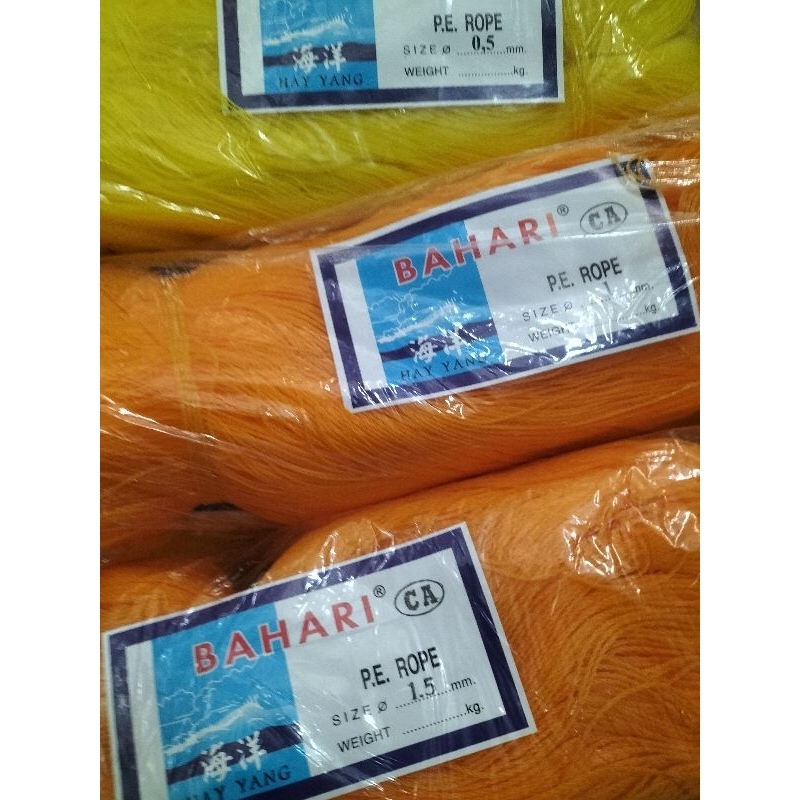 P.E. ROPE
SIZE Ø ...0,5...mm.
WEIGHT ................kg.
海洋
HAY YANG
BAHARI® CA
P.E. ROPE
SIZE Ø ....1....mm.
WEIGHT ................kg.
海洋
HAY YANG
BAHARI® CA
P.E. ROPE
SIZE Ø ...1.5...mm.
WEIGHT ................kg.
海洋
HAY YANG